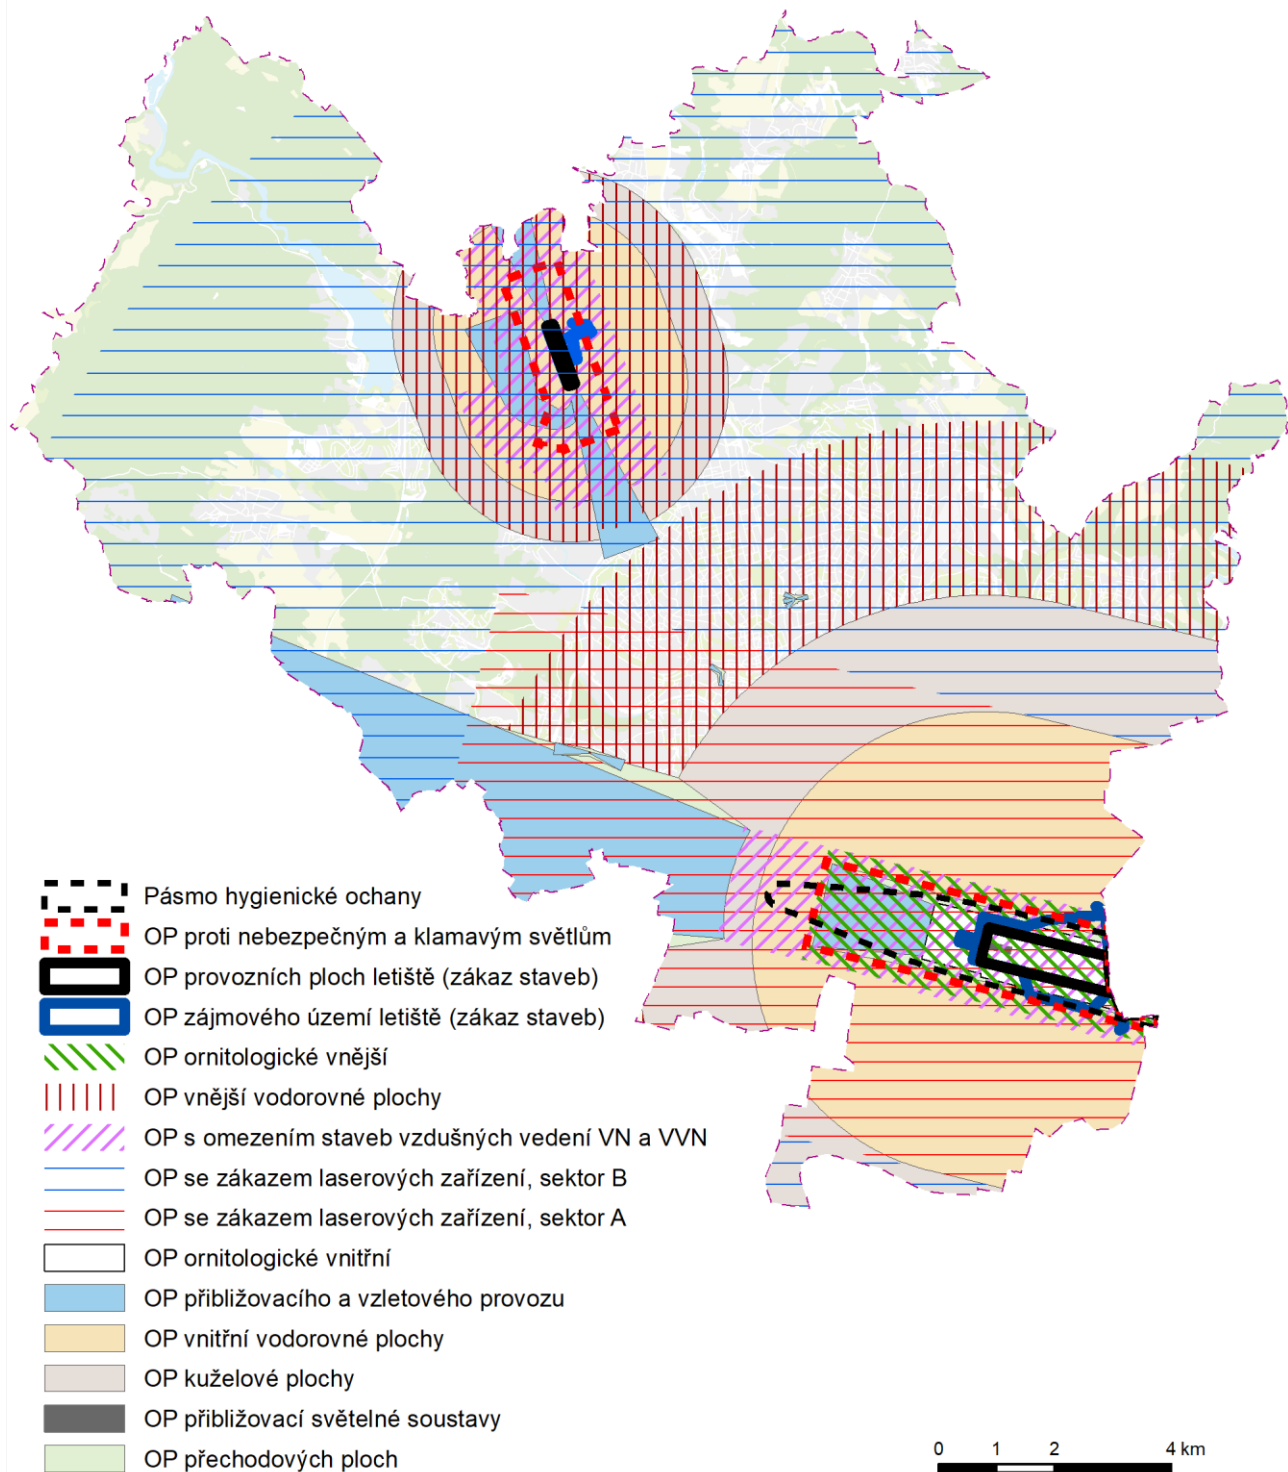 Pásmo hygienické ochany
OP proti nebezpečným a klamavým světlům
OP provozních ploch letiště (zákaz staveb)
OP zájmového území letiště (zákaz staveb)
OP ornitologické vnější
OP vnější vodorovné plochy
OP s omezením staveb vzdušných vedení VN a VVN
OP se zákazem laserových zařízení, sektor B
OP se zákazem laserových zařízení, sektor A
OP ornitologické vnitřní
OP přibližovacího a vzletového provozu
OP vnitřní vodorovné plochy
OP kuželové plochy
OP přibližovací světelné soustavy
OP přechodových ploch
0 1 2 4 km